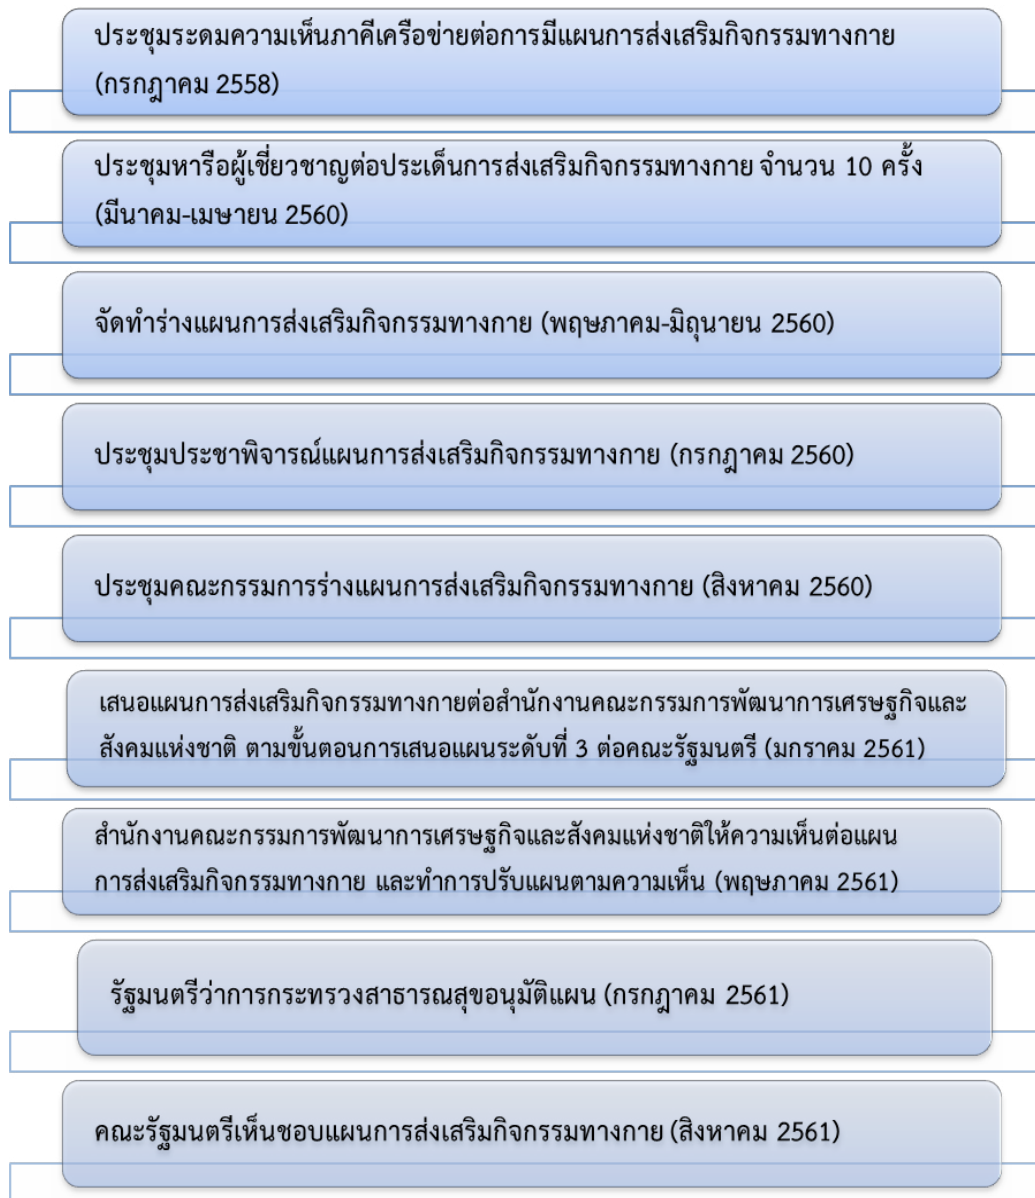 ประชุมระดมความเห็นภาคีเครือข่ายต่อการมีแผนการส่งเสริมกิจกรรมทางกาย
(กรกฎาคม 2558)
ประชุมหารือผู้เชี่ยวชาญต่อประเด็นการส่งเสริมกิจกรรมทางกาย จำนวน 10 ครั้ง
(มีนาคม-เมษายน 2560)
จัดทำร่างแผนการส่งเสริมกิจกรรมทางกาย (พฤษภาคม-มิถุนายน 2560)
ประชุมประชาพิจารณ์แผนการส่งเสริมกิจกรรมทางกาย (กรกฎาคม 2560)
ประชุมคณะกรรมการร่างแผนการส่งเสริมกิจกรรมทางกาย (สิงหาคม 2560)
เสนอแผนการส่งเสริมกิจกรรมทางกายต่อสำนักงานคณะกรรมการพัฒนาการเศรษฐกิจและ
สังคมแห่งชาติ ตามขั้นตอนการเสนอแผนระดับที่ 3 ต่อคณะรัฐมนตรี (มกราคม 2561)
สำนักงานคณะกรรมการพัฒนาการเศรษฐกิจและสังคมแห่งชาติให้ความเห็นต่อแผน
การส่งเสริมกิจกรรมทางกาย และทำการปรับแผนตามความเห็น (พฤษภาคม 2561)
รัฐมนตรีว่าการกระทรวงสาธารณสุขอนุมัติแผน (กรกฎาคม 2561)
คณะรัฐมนตรีเห็นชอบแผนการส่งเสริมกิจกรรมทางกาย (สิงหาคม 2561)